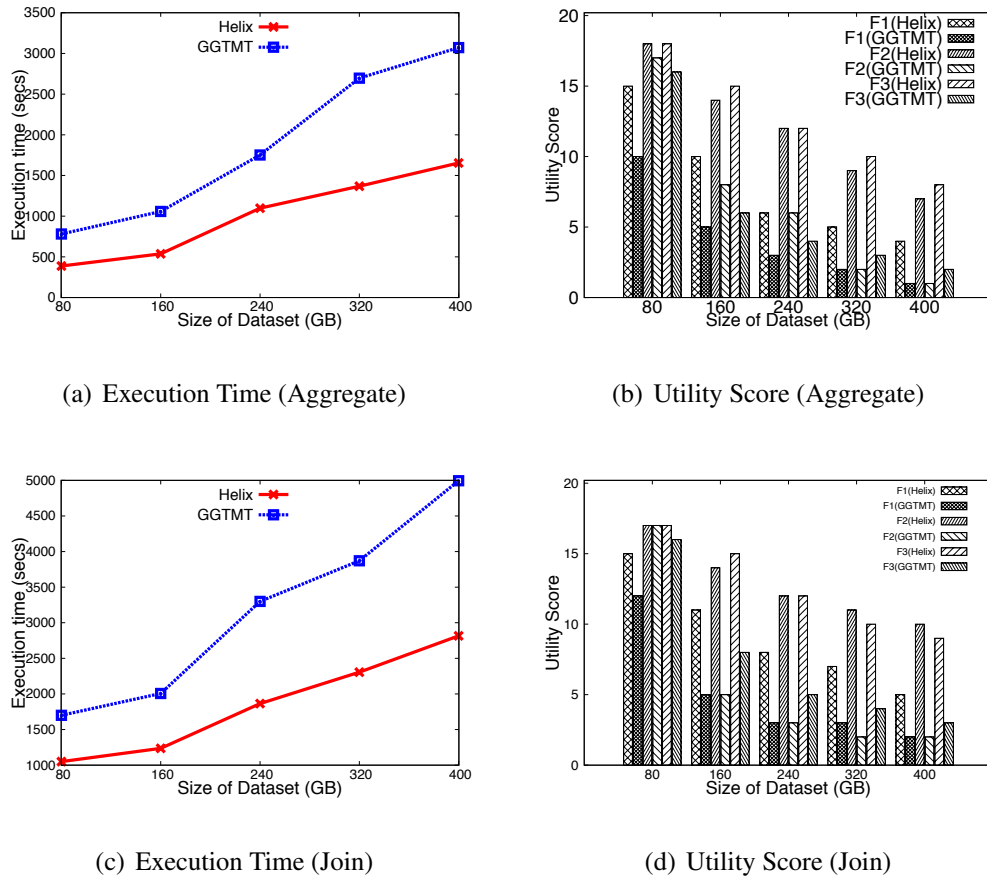 Helix
GGTMT
3500
3000
2500
2000
1500
1000
500
0
Execution time (secs)
80 160 240 320 400
Size of Dataset (GB)
(a) Execution Time (Aggregate)
F1(Helix)
F1(GGTMT)
F2(Helix)
F2(GGTMT)
F3(Helix)
F3(GGTMT)
20
15
10
5
0
Utility Score
80 160 240 320 400
Size of Dataset (GB)
(b) Utility Score (Aggregate)
Helix
GGTMT
5000
4500
4000
3500
3000
2500
2000
1500
1000
Execution time (secs)
80 160 240 320 400
Size of Dataset (GB)
(c) Execution Time (Join)
F1(Helix)
F1(GGTMT)
F2(Helix)
F2(GGTMT)
F3(Helix)
F3(GGTMT)
20
15
10
5
0
Utility Score
80 160 240 320 400
Size of Dataset (GB)
(d) Utility Score (Join)